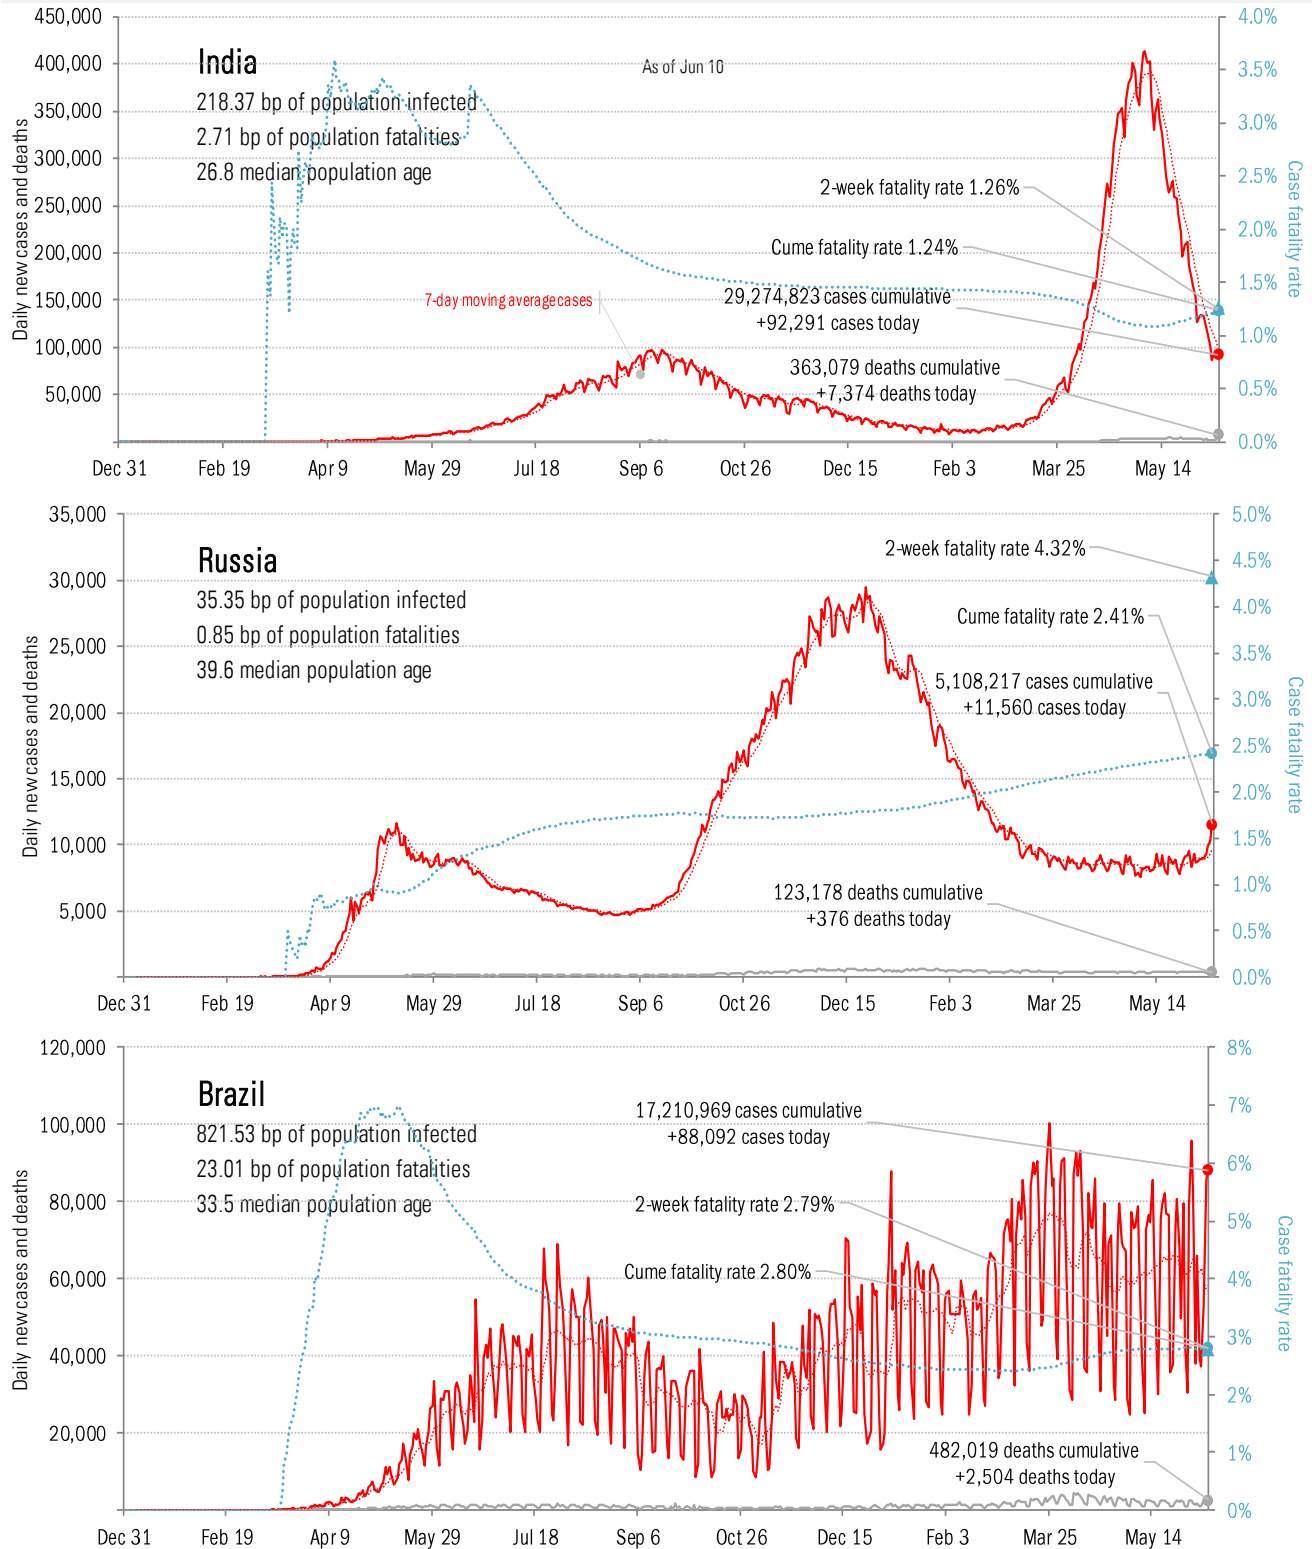 450,000
400,000
350,000
300,000
250,000
200,000
150,000
100,000
50,000
Daily new cases and deaths
India
218.37 bp of population infected
2.71 bp of population fatalities
26.8 median population age
As of Jun 10
7-day moving average cases
2-week fatality rate 1.26%
Cume fatality rate 1.24%
29,274,823 cases cumulative
+92,291 cases today
363,079 deaths cumulative
+7,374 deaths today
4.0%
3.5%
3.0%
2.5%
2.0%
1.5%
1.0%
0.5%
0.0%
Case fatality rate
Dec 31 Feb 19 Apr 9 May 29 Jul 18 Sep 6 Oct 26 Dec 15 Feb 3 Mar 25 May 14
35,000
30,000
25,000
20,000
15,000
10,000
5,000
Daily new cases and deaths
Russia
35.35 bp of population infected
0.85 bp of population fatalities
39.6 median population age
2-week fatality rate 4.32%
Cume fatality rate 2.41%
5,108,217 cases cumulative
+11,560 cases today
123,178 deaths cumulative
+376 deaths today
5.0%
4.5%
4.0%
3.5%
3.0%
2.5%
2.0%
1.5%
1.0%
0.5%
0.0%
Case fatality rate
Dec 31 Feb 19 Apr 9 May 29 Jul 18 Sep 6 Oct 26 Dec 15 Feb 3 Mar 25 May 14
120,000
100,000
80,000
60,000
40,000
20,000
Daily new cases and deaths
Brazil
821.53 bp of population infected
23.01 bp of population fatalities
33.5 median population age
17,210,969 cases cumulative
+88,092 cases today
2-week fatality rate 2.79%
Cume fatality rate 2.80%
482,019 deaths cumulative
+2,504 deaths today
8%
7%
6%
5%
4%
3%
2%
1%
0%
Case fatality rate
Dec 31 Feb 19 Apr 9 May 29 Jul 18 Sep 6 Oct 26 Dec 15 Feb 3 Mar 25 May 14